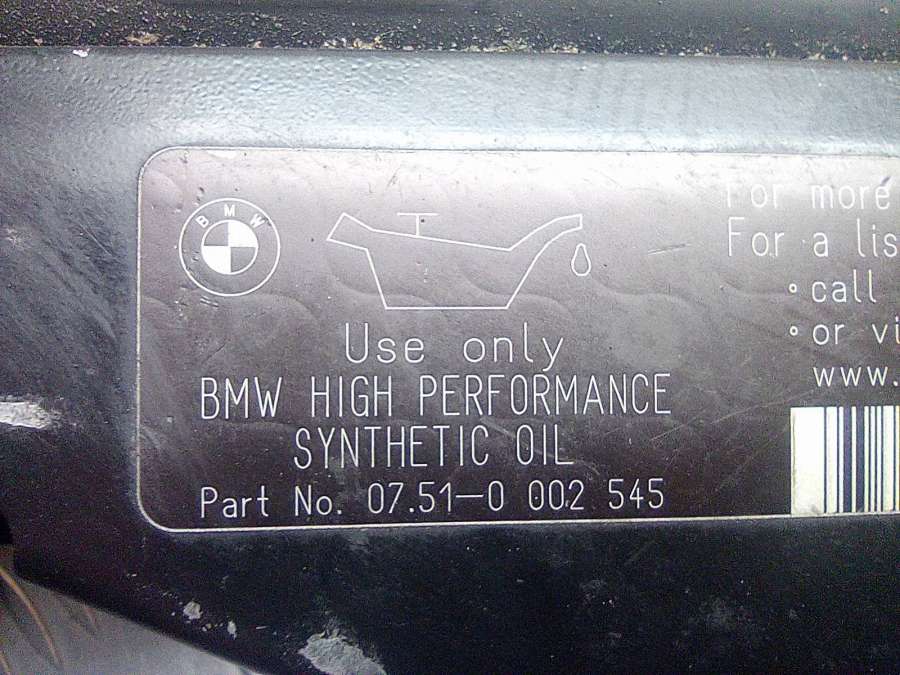 BMW
Use only
BMW HIGH PERFORMANCE
SYNTHETIC OIL
Part No. 07.51-0 002 545
For more
For a lis
° call
° or vi
www.